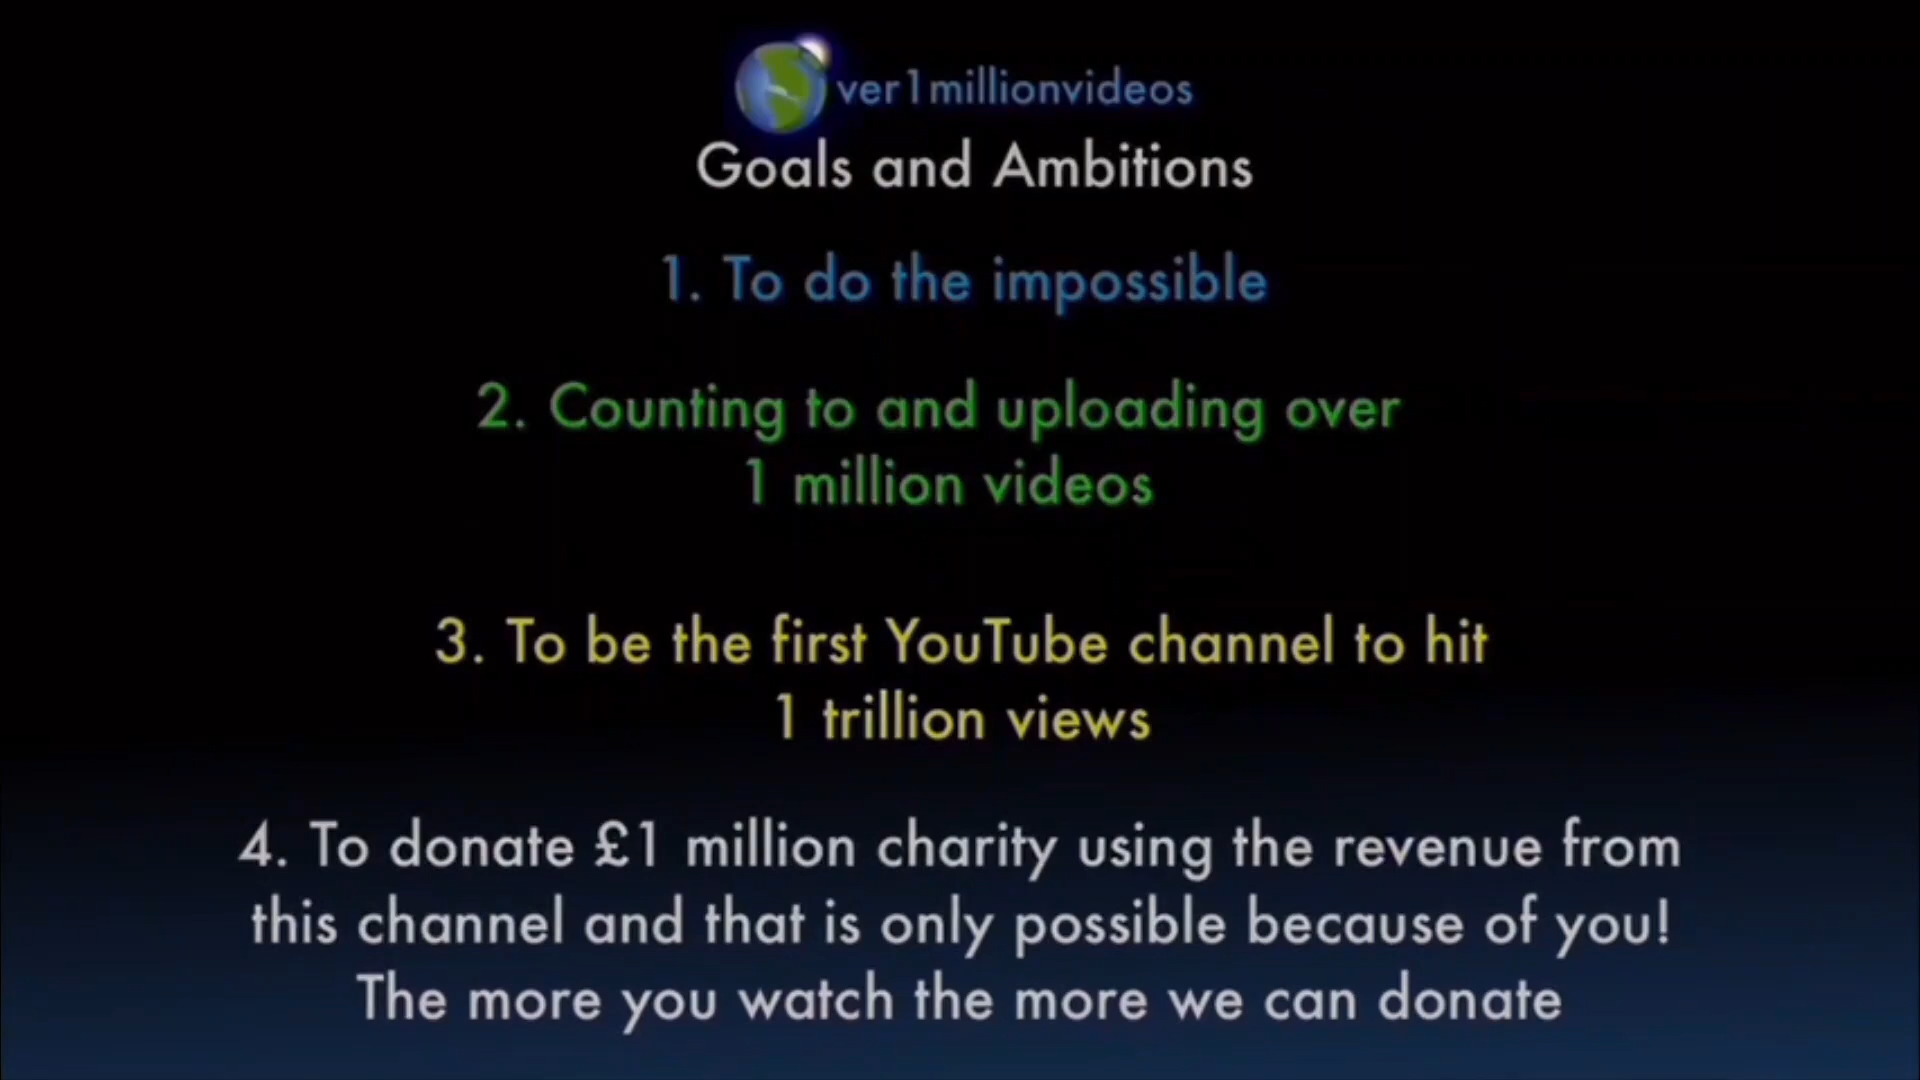 ver1millionvideos
Goals and Ambitions
1. To do the impossible
2. Counting to and uploading over
1 million videos
3. To be the first YouTube channel to hit
1 trillion views
4. To donate £1 million charity using the revenue from
this channel and that is only possible because of you!
The more you watch the more we can donate